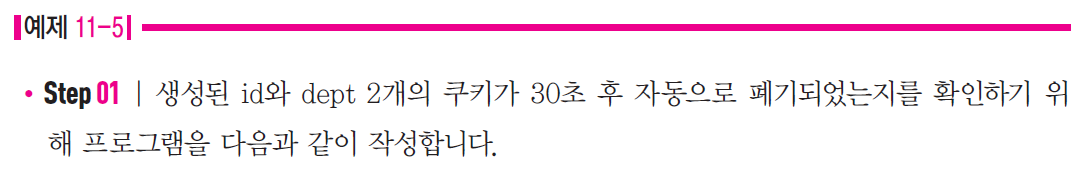 예제 11-5
• Step 01 | 생성된 id와 dept 2개의 쿠키가 30초 후 자동으로 폐기되었는지를 확인하기 위
해 프로그램을 다음과 같이 작성합니다.